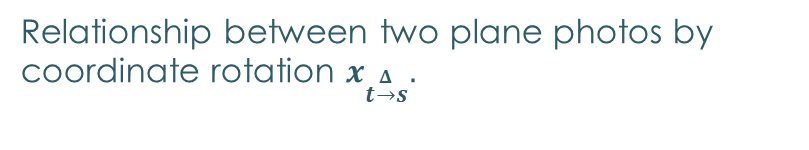 Relationship between two plane photos by
coordinate rotation x Δ .
t→s